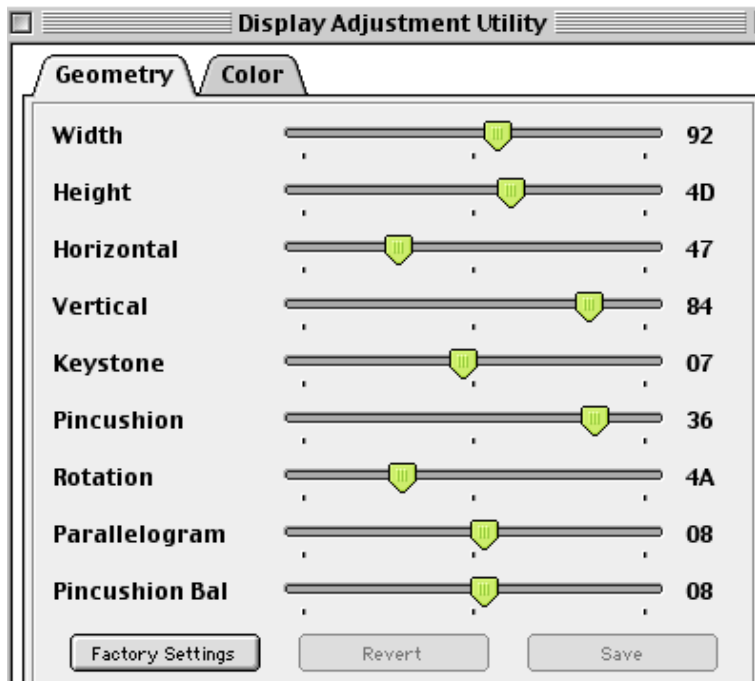 Display Adjustment Utility
Geometry Color
Width 92
Height 4D
Horizontal 47
Vertical 84
Keystone 07
Pincushion 36
Rotation 4A
Parallelogram 08
Pincushion Bal 08
Factory Settings Revert Save